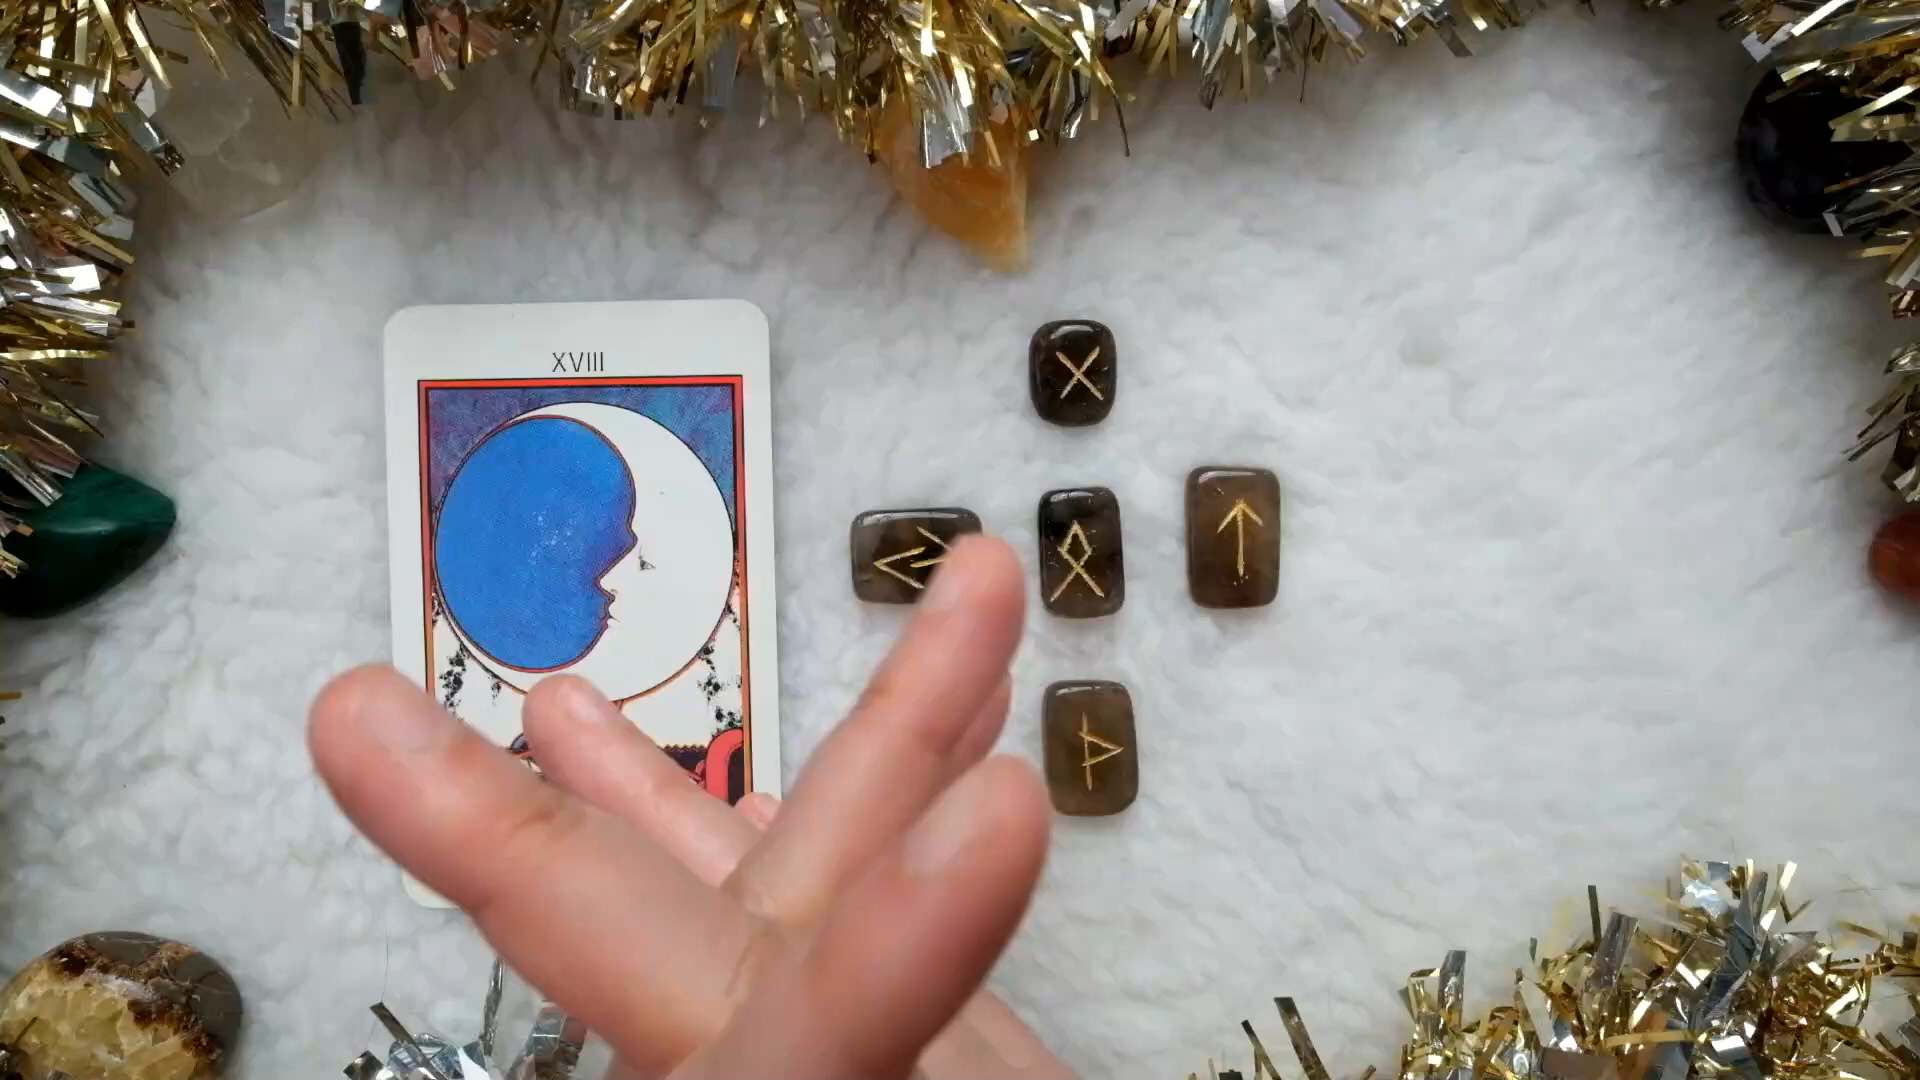 XVIII
ᚷ
ᛃ ᛟ ᛏ
ᚦ